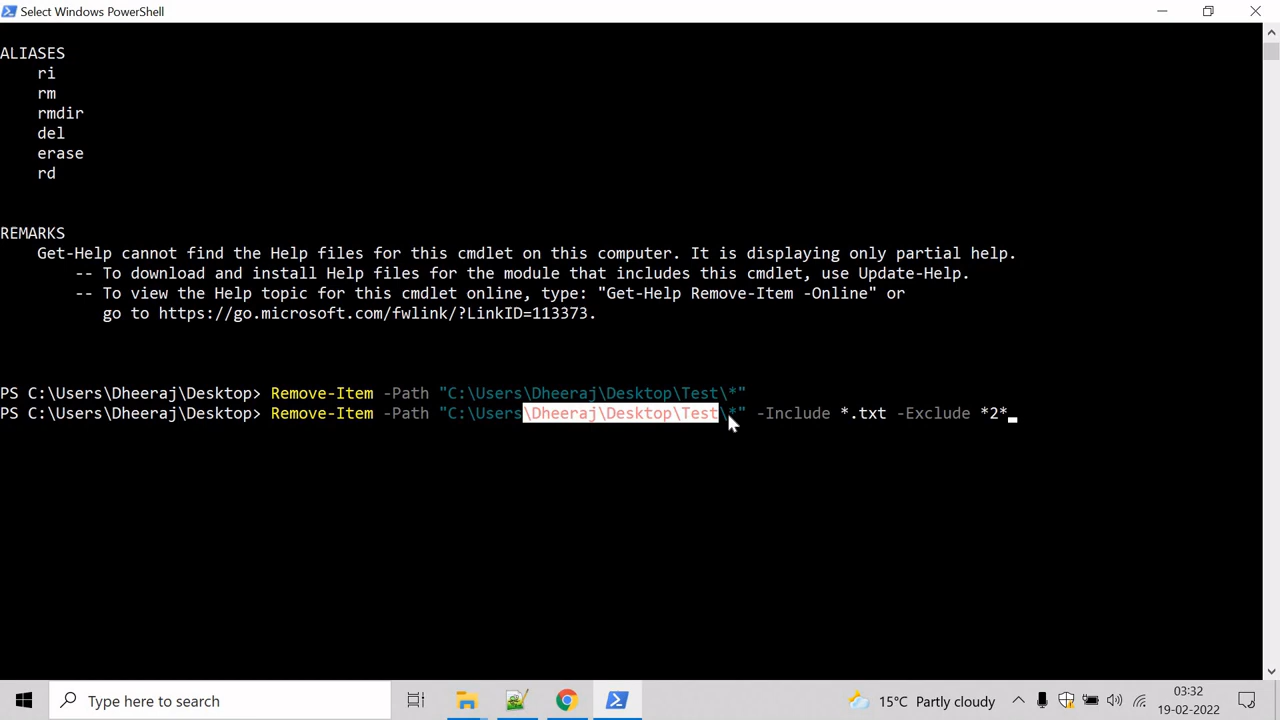 Select Windows PowerShell
ALIASES
ri
rm
rmdir
del
erase
rd
REMARKS
Get-Help cannot find the Help files for this cmdlet on this computer. It is displaying only partial help.
-- To download and install Help files for the module that includes this cmdlet, use Update-Help.
-- To view the Help topic for this cmdlet online, type: "Get-Help Remove-Item -Online" or
go to https://go.microsoft.com/fwlink/?LinkID=113373.
PS C:\Users\Dheeraj\Desktop> Remove-Item -Path "C:\Users\Dheeraj\Desktop\Test\*"
PS C:\Users\Dheeraj\Desktop> Remove-Item -Path "C:\Users\Dheeraj\Desktop\Test\*" -Include *.txt -Exclude *2*
Type here to search
15°C Partly cloudy
03:32
19-02-2022